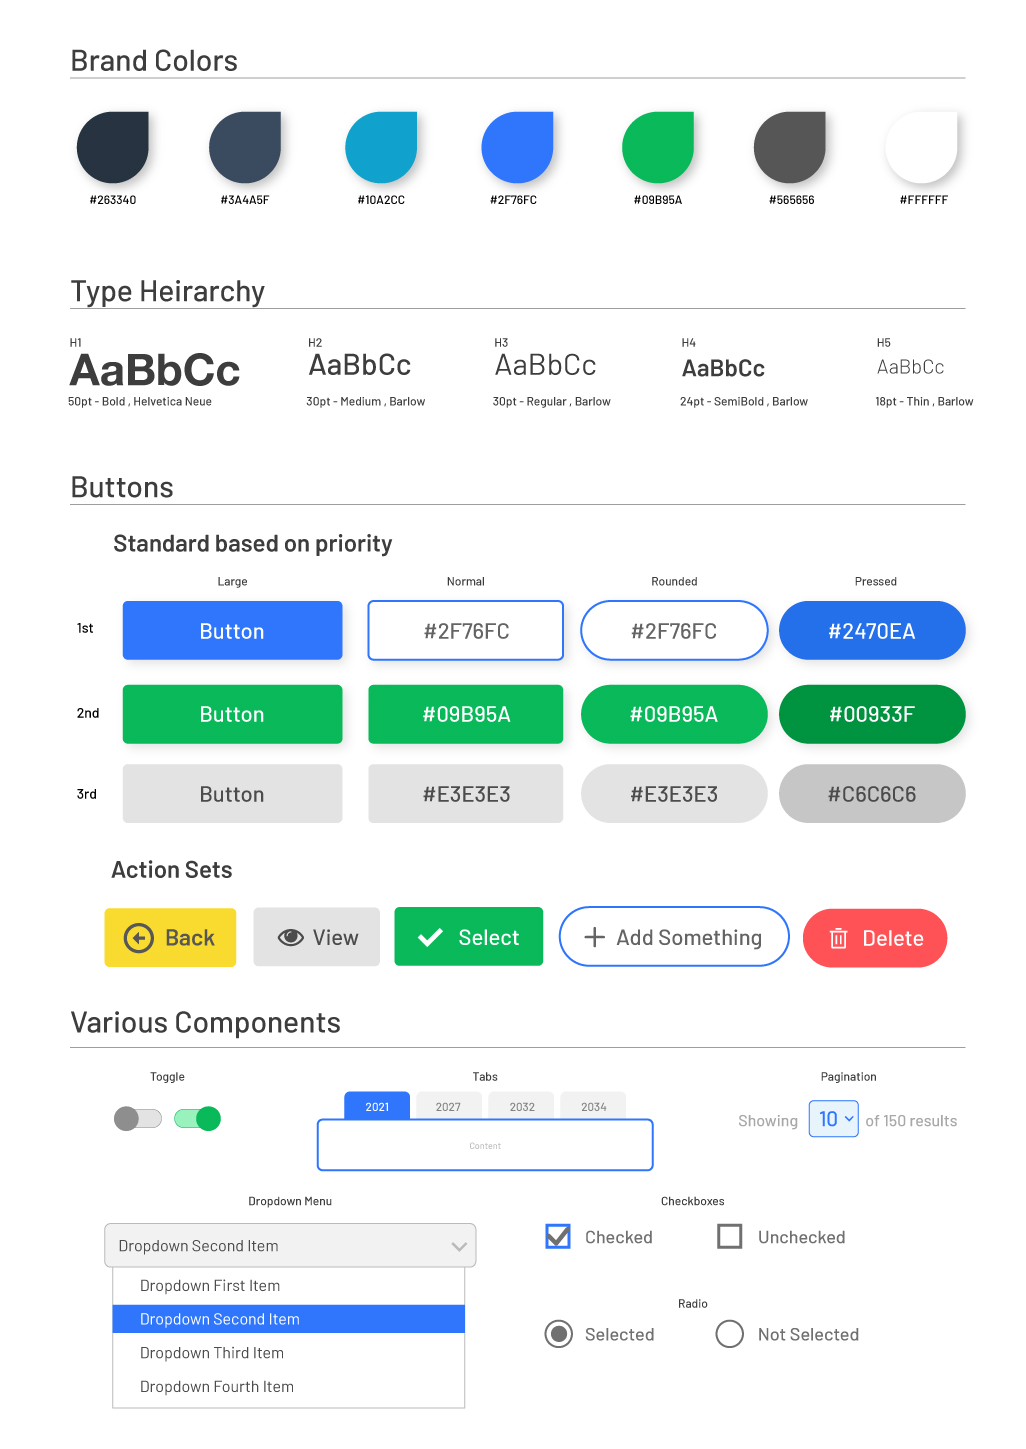 Brand Colors
#263340
#3A4A5F
#10A2CC
#2F76FC
#09B95A
#565656
#FFFFFF
Type Heirarchy
H1
H2
H3
H4
H5
AaBbCc
AaBbCc
AaBbCc
AaBbCc
AaBbCc
50pt - Bold , Helvetica Neue
30pt - Medium , Barlow
30pt - Regular , Barlow
24pt - SemiBold , Barlow
18pt - Thin , Barlow
Buttons
Standard based on priority
Large
Normal
Rounded
Pressed
1st
Button
#2F76FC
#2F76FC
#2470EA
2nd
Button
#09B95A
#09B95A
#00933F
3rd
Button
#E3E3E3
#E3E3E3
#C6C6C6
Action Sets
Back
View
Select
Add Something
Delete
Various Components
Toggle
Tabs
Pagination
2021
2027
2032
2034
Content
Showing 10 of 150 results
Dropdown Menu
Dropdown Second Item
Dropdown First Item
Dropdown Second Item
Dropdown Third Item
Dropdown Fourth Item
Checkboxes
Checked
Unchecked
Radio
Selected
Not Selected